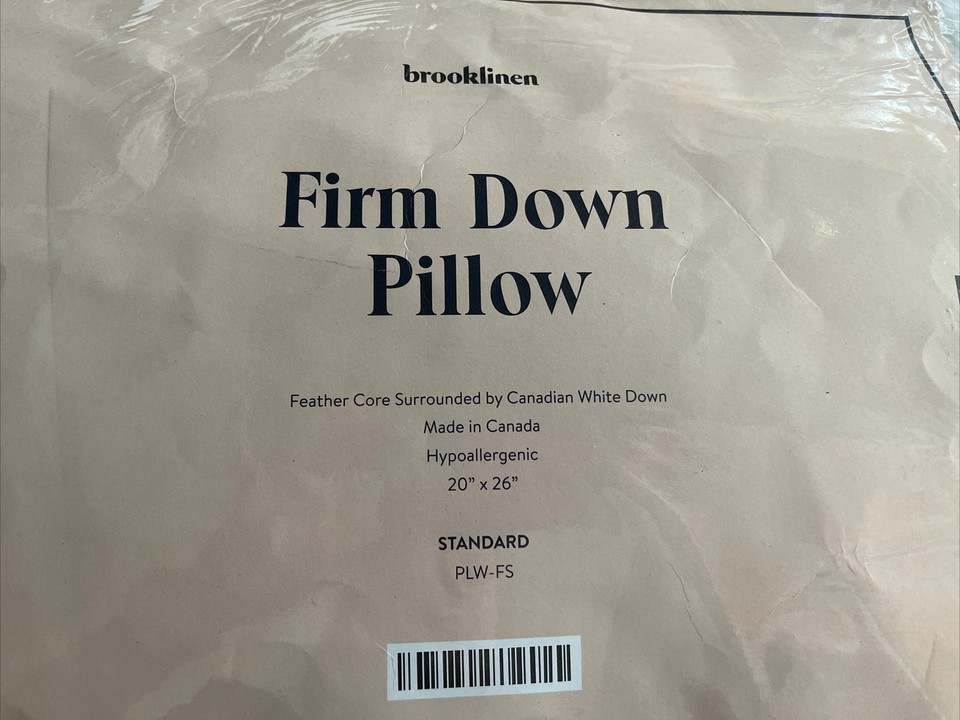 brooklinen
Firm Down
Pillow
Feather Core Surrounded by Canadian White Down
Made in Canada
Hypoallergenic
20” x 26”
STANDARD
PLW-FS